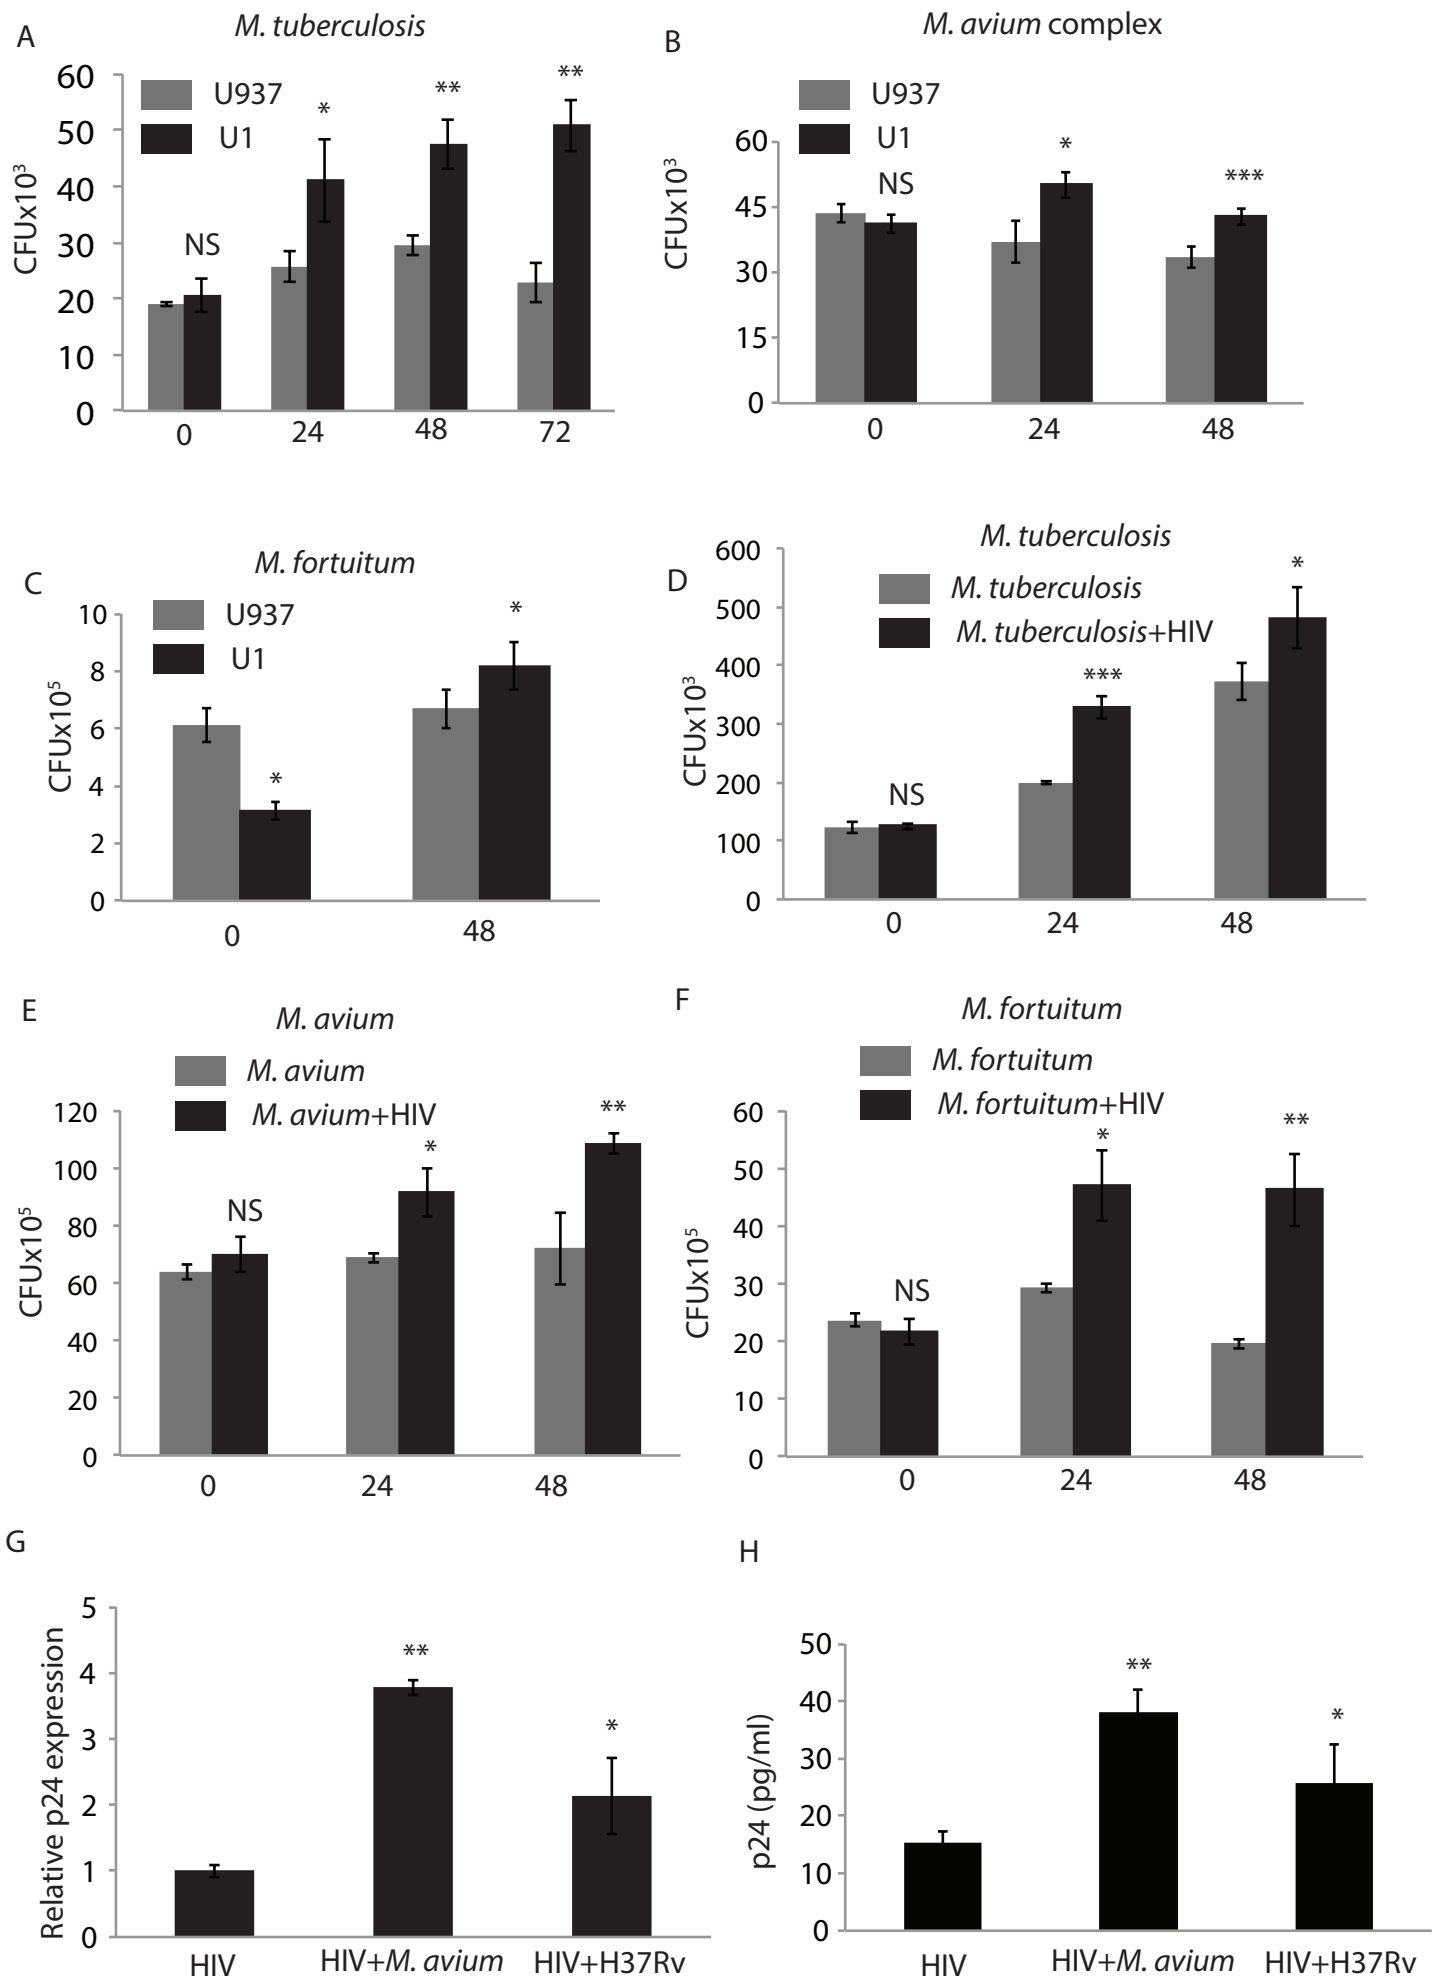 A
M. tuberculosis
U937
U1
CFUx10³
60
50
40
30
20
10
0
NS
*
**
**
0 24 48 72
B
M. avium complex
U937
U1
CFUx10³
60
45
30
15
0
NS
*
***
0 24 48
C
M. fortuitum
U937
U1
CFUx10⁵
10
8
6
4
2
0
*
*
0 48
D
M. tuberculosis
M. tuberculosis
M. tuberculosis+HIV
CFUx10³
600
500
400
300
200
100
0
NS
***
*
0 24 48
E
M. avium
M. avium
M. avium+HIV
CFUx10⁵
120
100
80
60
40
20
0
NS
*
**
0 24 48
F
M. fortuitum
M. fortuitum
M. fortuitum+HIV
CFUx10⁵
60
50
40
30
20
10
0
NS
*
**
0 24 48
G
Relative p24 expression
5
4
3
2
1
0
**
*
HIV HIV+M. avium HIV+H37Rv
H
p24 (pg/ml)
50
40
30
20
10
0
**
*
HIV HIV+M. avium HIV+H37Rv